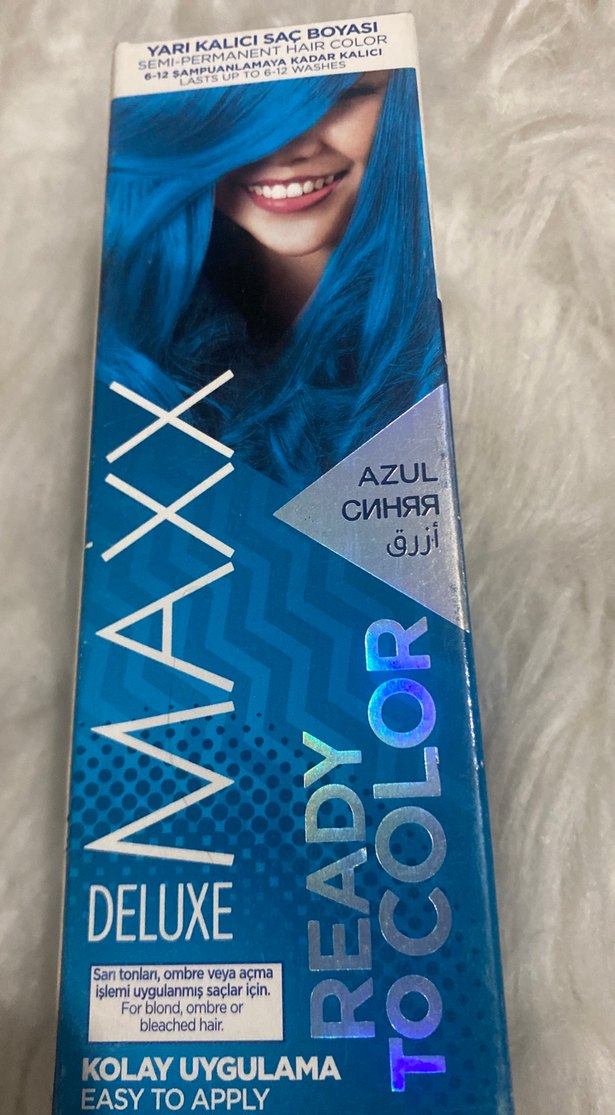 YARI KALICI SAÇ BOYASI
SEMI-PERMANENT HAIR COLOR
6-12 ŞAMPUANLAMAYA KADAR KALICI
LASTS UP TO 6-12 WASHES
AZUL
СИНЯЯ
أزرق
MAXX
DELUXE
READY
TO COLOR
Sarı tonları, ombre veya açma
işlemi uygulanmış saçlar için.
For blond, ombre or
bleached hair.
KOLAY UYGULAMA
EASY TO APPLY